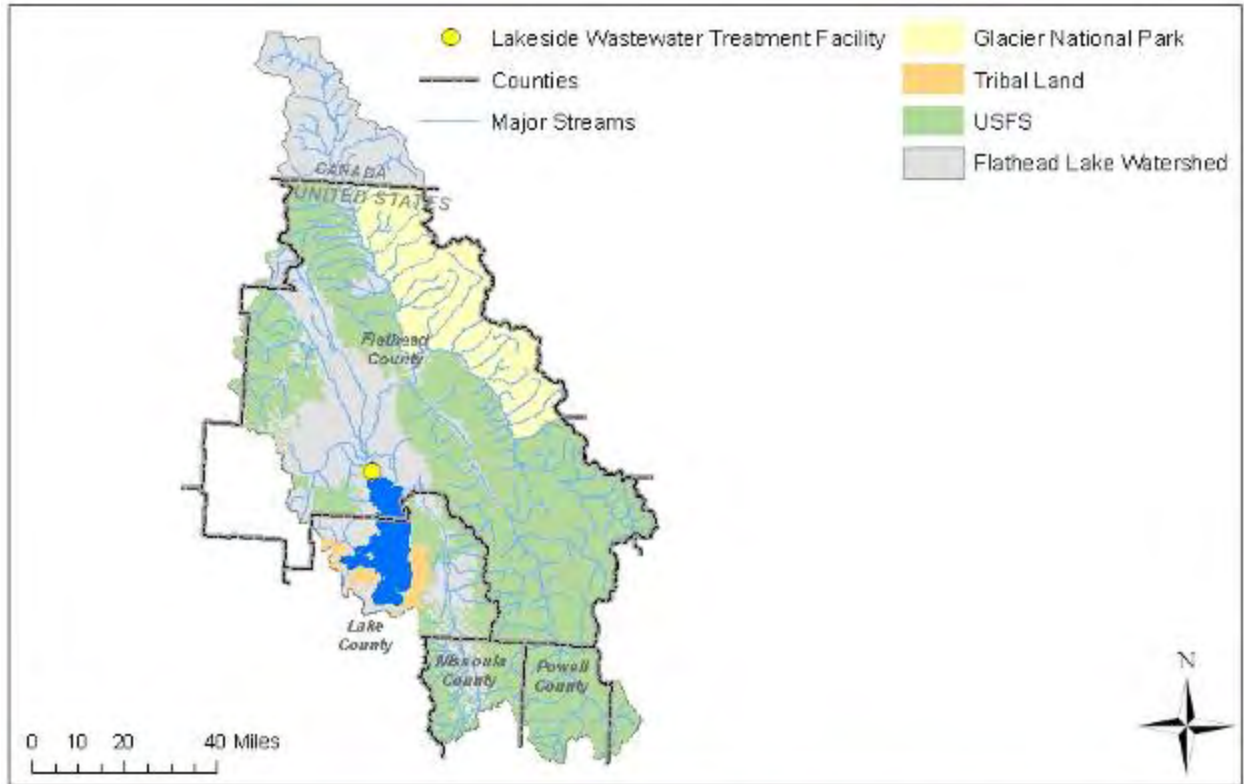 Lakeside Wastewater Treatment Facility
Counties
Major Streams
Glacier National Park
Tribal Land
USFS
Flathead Lake Watershed
CANADA
UNITED STATES
Flathead
County
Lake
County
Missoula
County
Powell
County
N
0 10 20 40 Miles